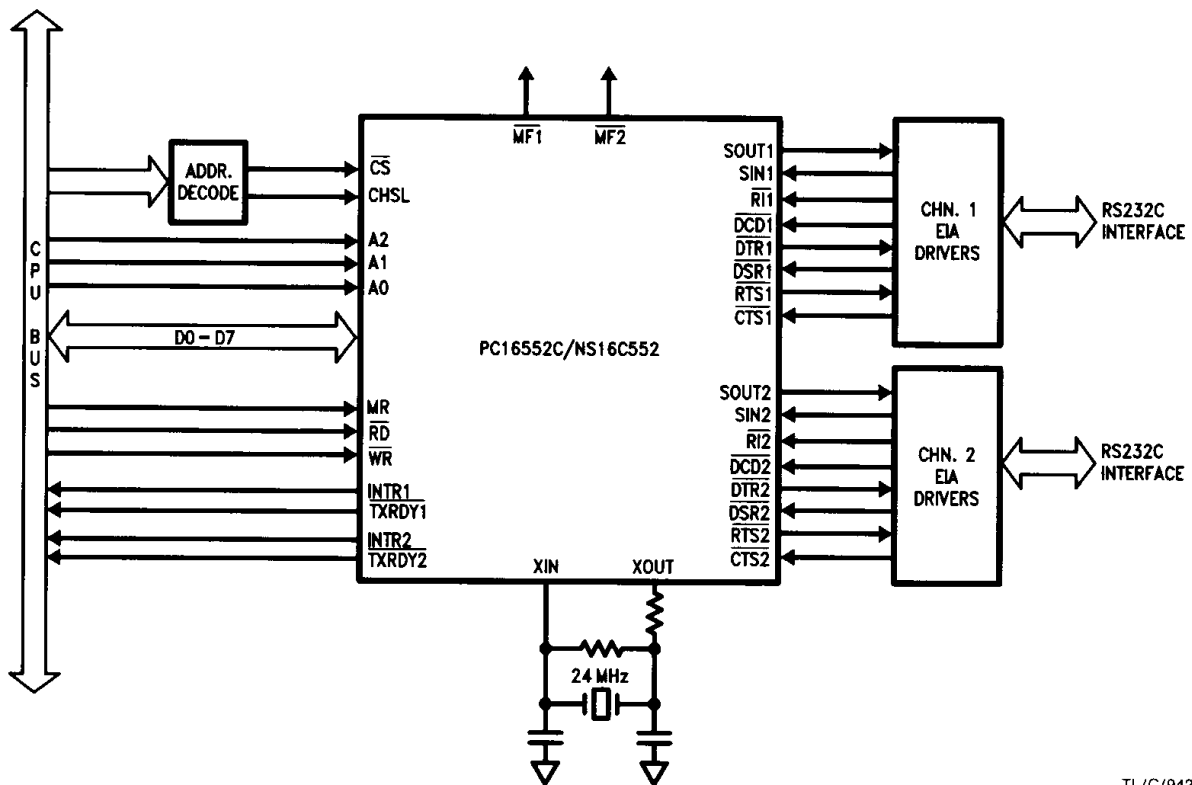 MF1 MF2
ADDR.
DECODE
CS
CHSL
A2
A1
A0
D0 – D7
CPU BUS
MR
RD
WR
INTR1
TXRDY1
INTR2
TXRDY2
PC16552C/NS16C552
XIN XOUT
24 MHz
SOUT1
SIN1
RI1
DCD1
DTR1
DSR1
RTS1
CTS1
CHN. 1
EIA
DRIVERS
RS232C
INTERFACE
SOUT2
SIN2
RI2
DCD2
DTR2
DSR2
RTS2
CTS2
CHN. 2
EIA
DRIVERS
RS232C
INTERFACE